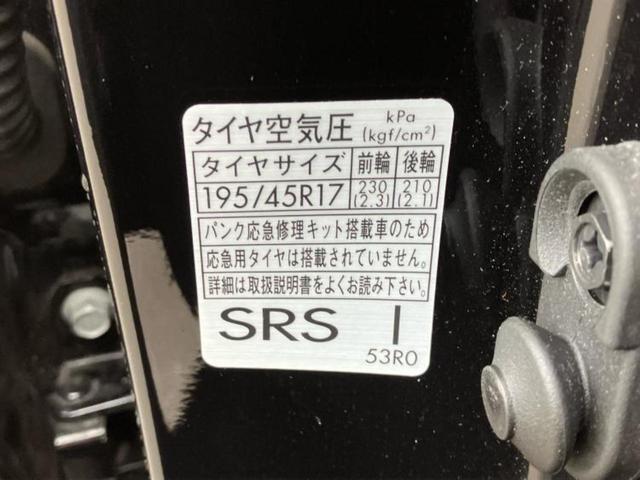 タイヤ空気圧 kPa (kgf/cm²)
タイヤサイズ 前輪 後輪
195/45R17 230 (2.3) 210 (2.1)
パンク応急修理キット搭載車のため
応急用タイヤは搭載されていません。
詳細は取扱説明書をよくお読み下さい。
SRS I
53R0